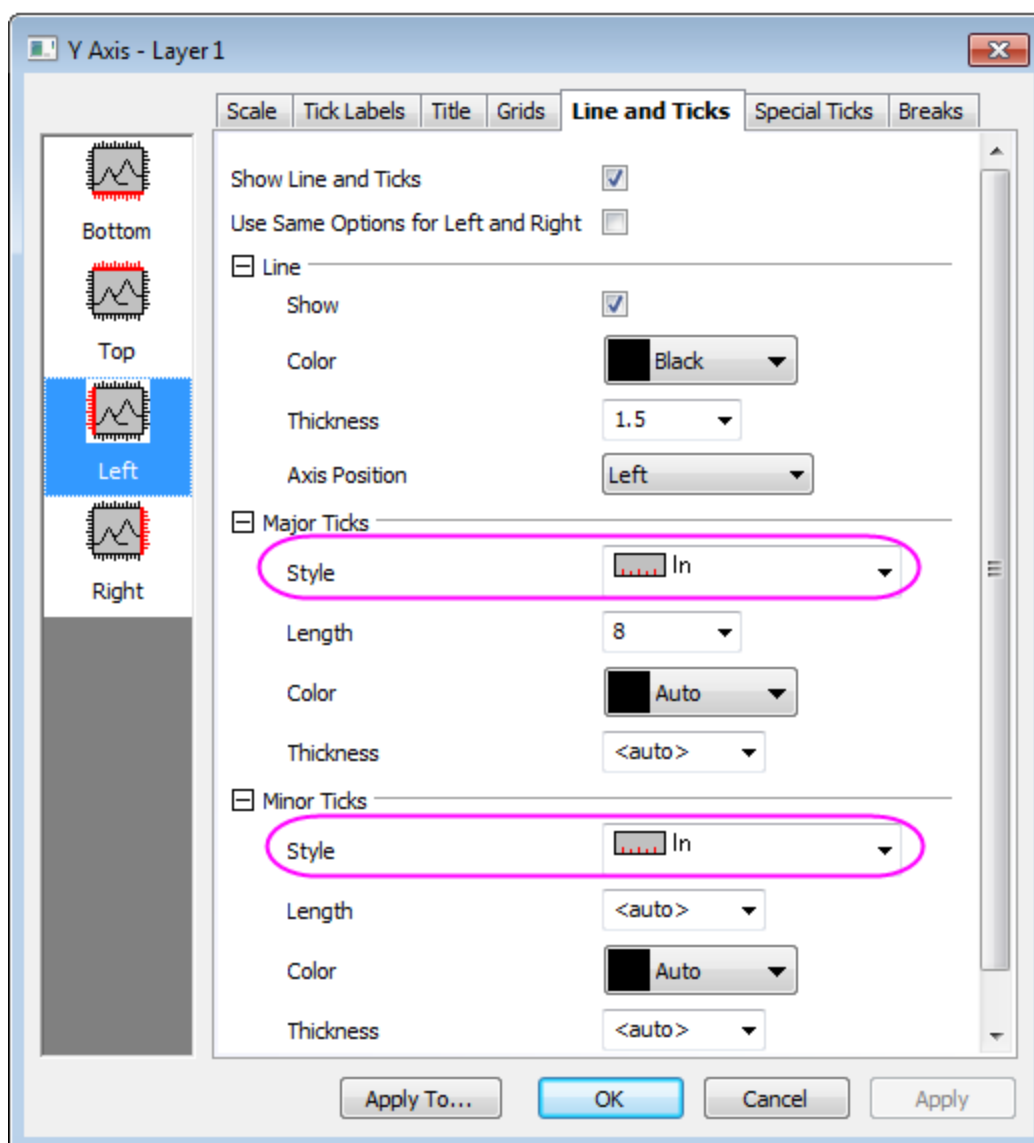 Y Axis - Layer 1
Scale Tick Labels Title Grids Line and Ticks Special Ticks Breaks
Bottom
Top
Left
Right
Show Line and Ticks
Use Same Options for Left and Right
Line
Show
Color Black
Thickness 1.5
Axis Position Left
Major Ticks
Style In
Length 8
Color Auto
Thickness <auto>
Minor Ticks
Style In
Length <auto>
Color Auto
Thickness <auto>
Apply To... OK Cancel Apply